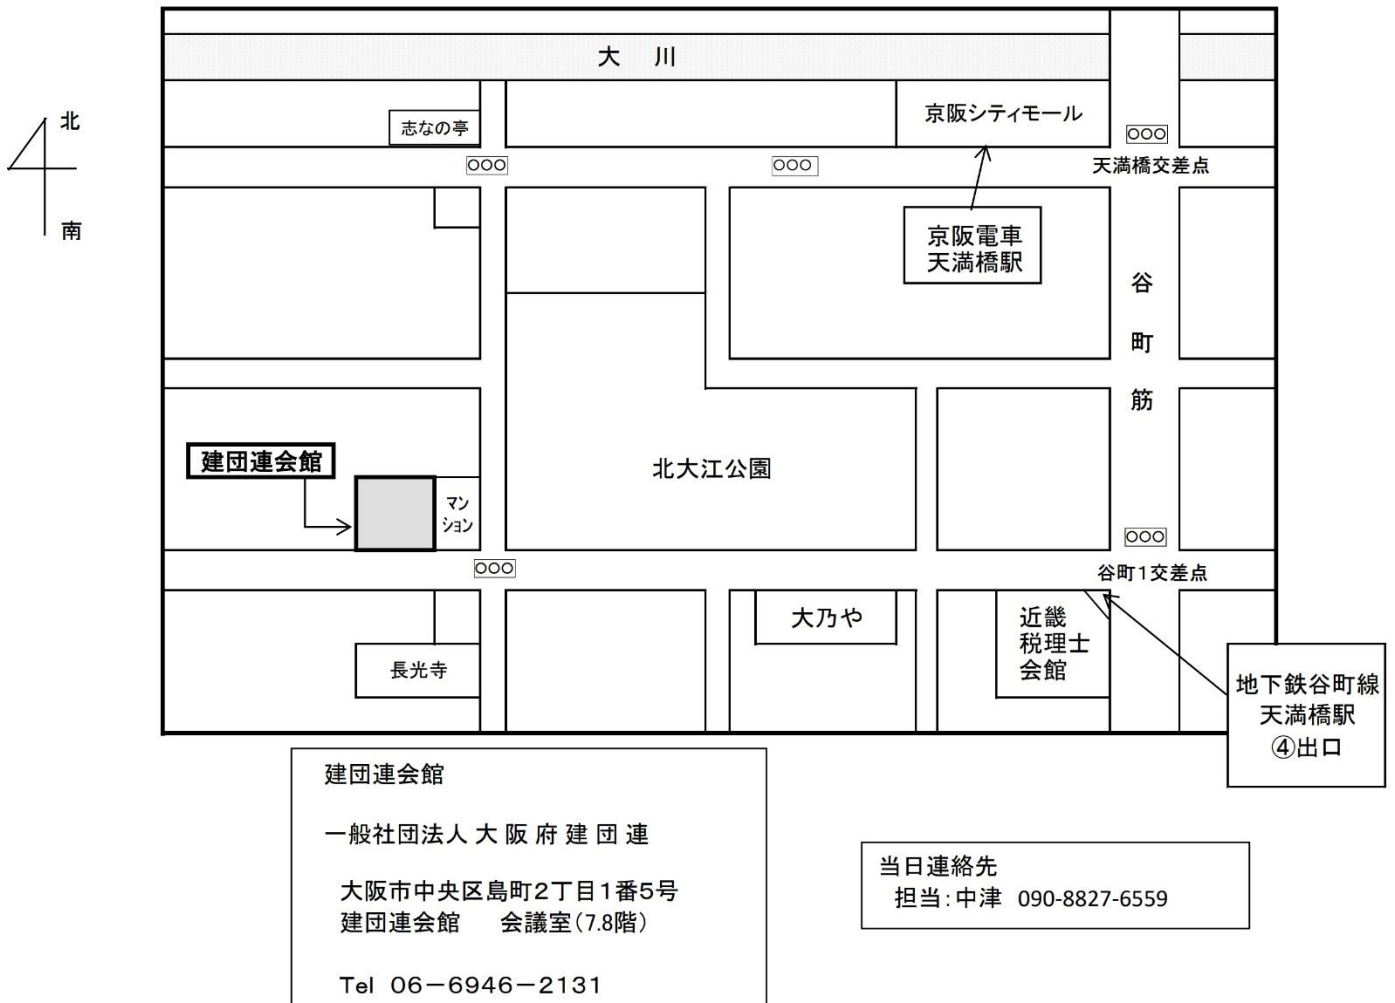 大 川
京阪シティモール
北
志なの亭
天満橋交差点
南
京阪電車
天満橋駅
谷
町
筋
建団連会館
北大江公園
マン
ション
谷町1交差点
大乃や
近畿
税理士
会館
長光寺
地下鉄谷町線
天満橋駅
④出口
建団連会館
一般社団法人 大 阪 府 建 団 連
大阪市中央区島町2丁目1番5号
建団連会館 会議室(7.8階)
Tel 06-6946-2131
当日連絡先
担当:中津 090-8827-6559